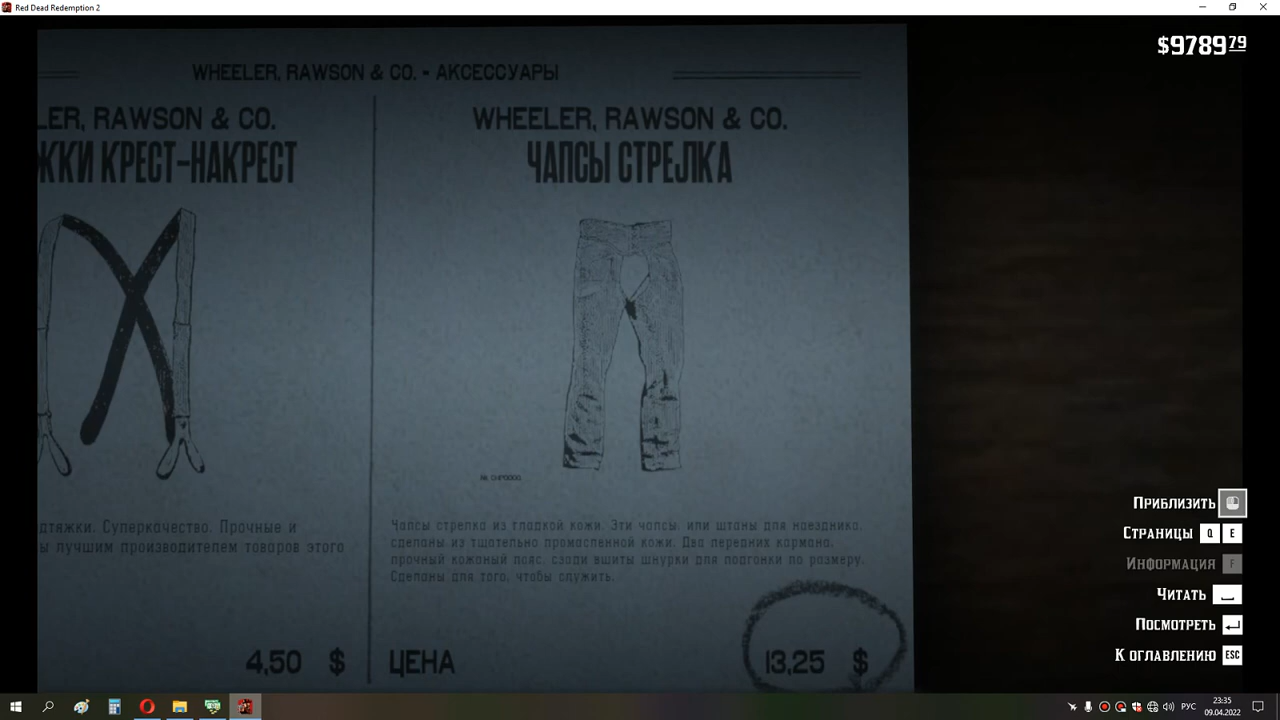 Red Dead Redemption 2
$9789 79
WHEELER, RAWSON & CO. - АКСЕССУАРЫ
LER, RAWSON & CO.
ЖКИ КРЕСТ-НАКРЕСТ
дтяжки. Суперкачество. Прочные и
ы лучшим производителем товаров этого
4,50 $
WHEELER, RAWSON & CO.
ЧАПСЫ СТРЕЛКА
Чапсы стрелка из гладкой кожи. Эти чапсы, или штаны для наездника,
сделаны из тщательно промасленной кожи. Два передних кармана,
прочный кожаный пояс, сзади вшиты шнурки для подгонки по размеру.
Сделаны для того, чтобы служить.
ЦЕНА 13,25 $
Приблизить
Страницы Q E
Информация F
Читать
Посмотреть
К оглавлению ESC
РУС
23:35
09.04.2022